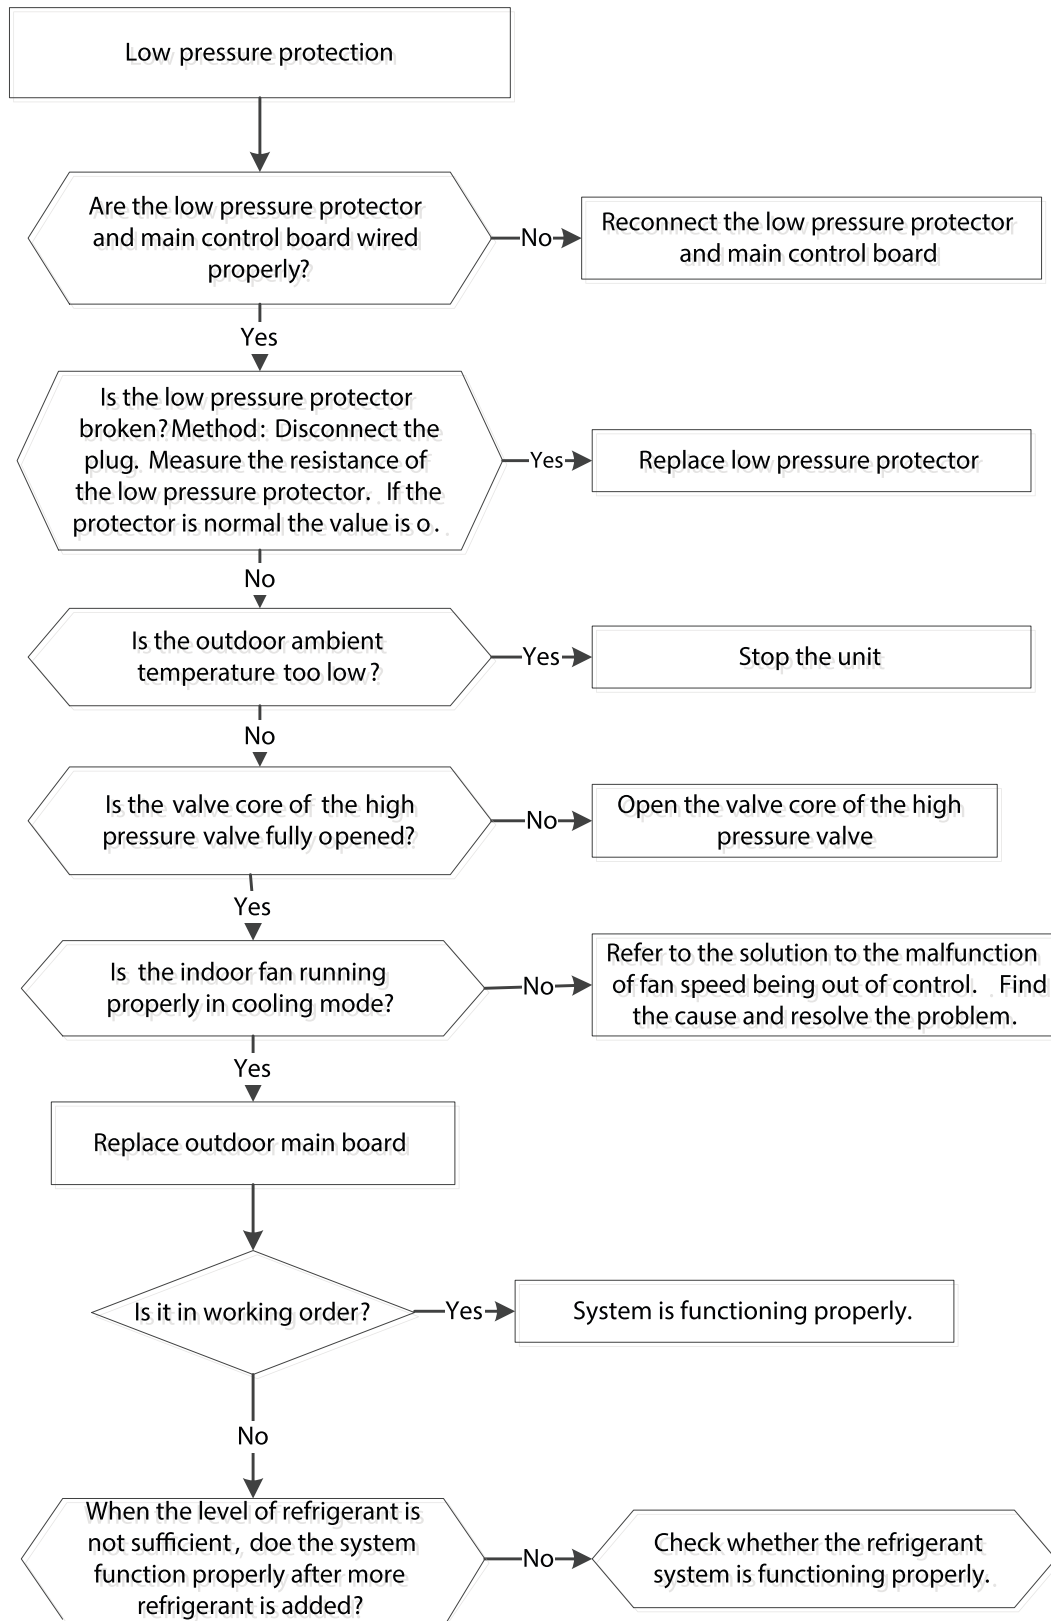 Low pressure protection
Are the low pressure protector
and main control board wired
properly?
No
Reconnect the low pressure protector
and main control board
Yes
Is the low pressure protector
broken? Method: Disconnect the
plug. Measure the resistance of
the low pressure protector. If the
protector is normal the value is o.
Yes
Replace low pressure protector
No
Is the outdoor ambient
temperature too low?
Yes
Stop the unit
No
Is the valve core of the high
pressure valve fully opened?
No
Open the valve core of the high
pressure valve
Yes
Is the indoor fan running
properly in cooling mode?
No
Refer to the solution to the malfunction
of fan speed being out of control. Find
the cause and resolve the problem.
Yes
Replace outdoor main board
Is it in working order?
Yes
System is functioning properly.
No
When the level of refrigerant is
not sufficient, doe the system
function properly after more
refrigerant is added?
No
Check whether the refrigerant
system is functioning properly.